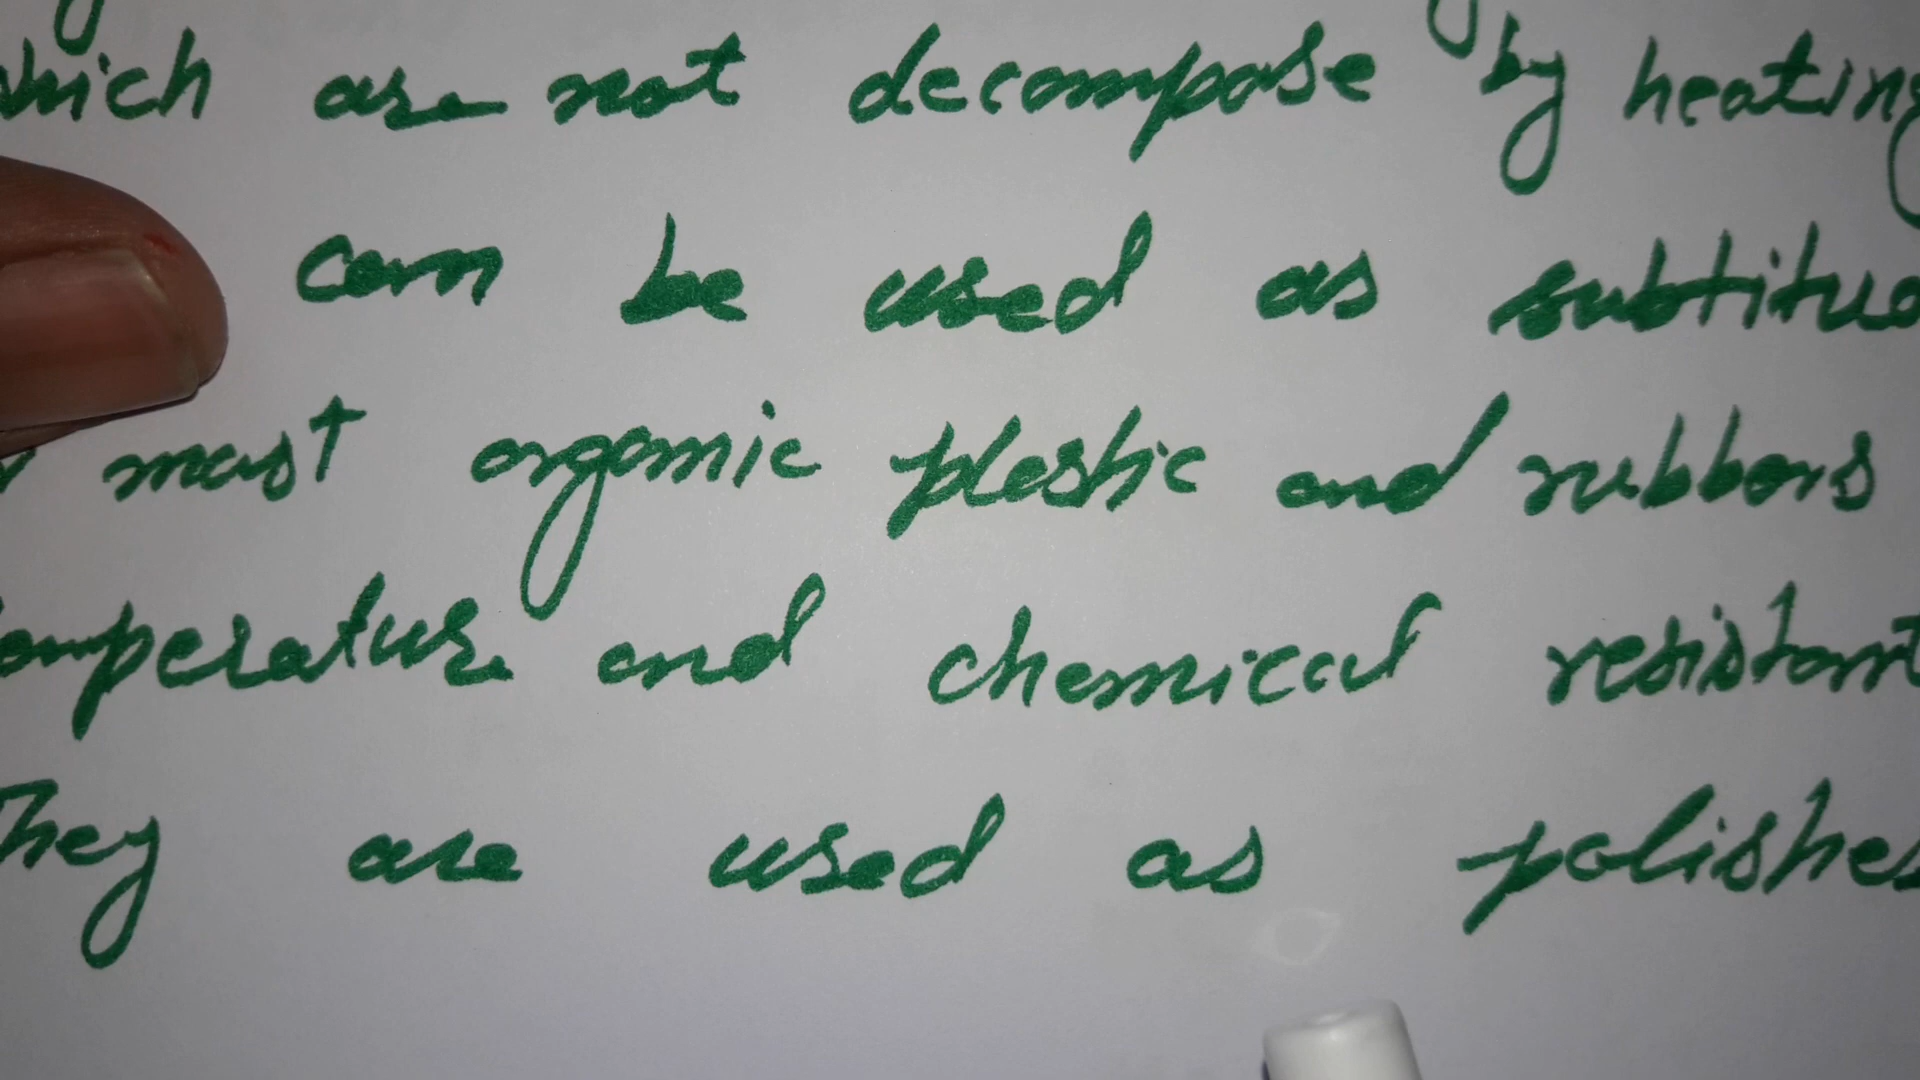 which are not decompose by heating
can be used as subtitue
most organic plastic and rubbers
temperature and chemical resistant
They are used as polishes